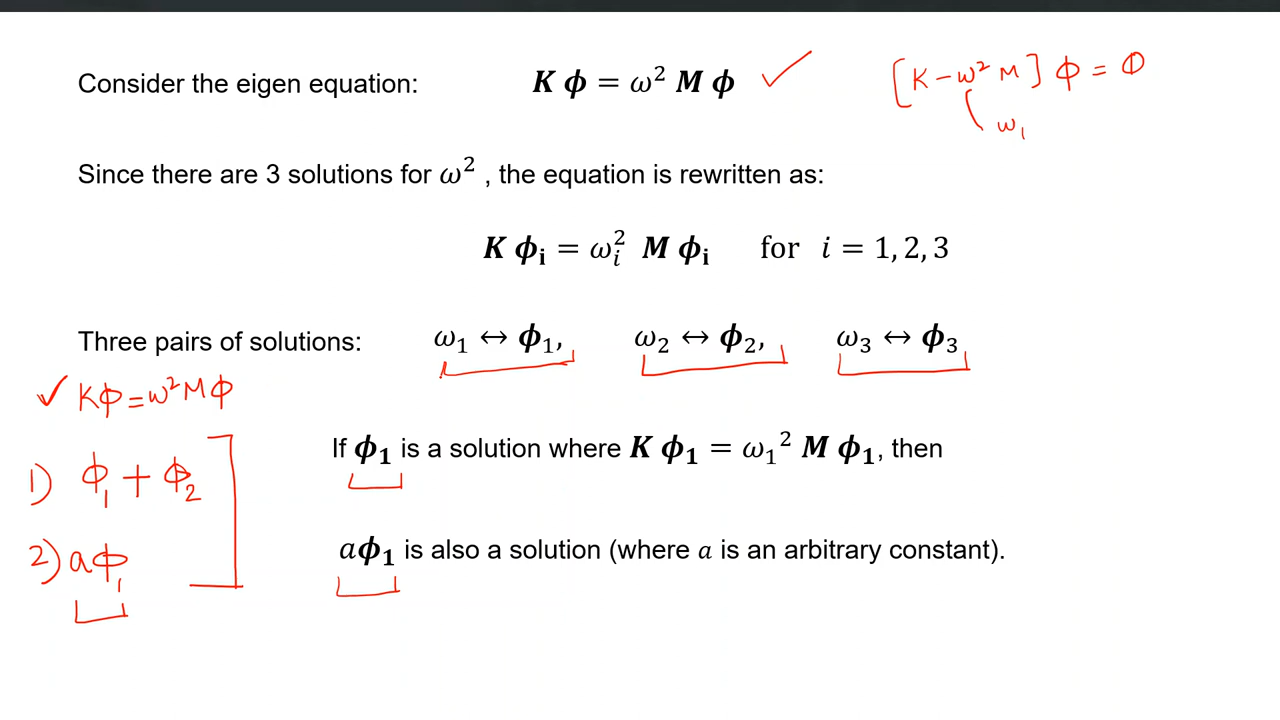 Consider the eigen equation: K ϕ = ω² M ϕ ✓ [K - ω² M] ϕ = 0
ω₁
Since there are 3 solutions for ω² , the equation is rewritten as:
K ϕᵢ = ωᵢ² M ϕᵢ for i = 1, 2, 3
Three pairs of solutions: ω₁ ↔ ϕ₁, ω₂ ↔ ϕ₂, ω₃ ↔ ϕ₃
✓ Kϕ = ω² M ϕ
If ϕ₁ is a solution where K ϕ₁ = ω₁² M ϕ₁, then
1) ϕ₁ + ϕ₂
aϕ₁ is also a solution (where a is an arbitrary constant).
2) aϕ₁